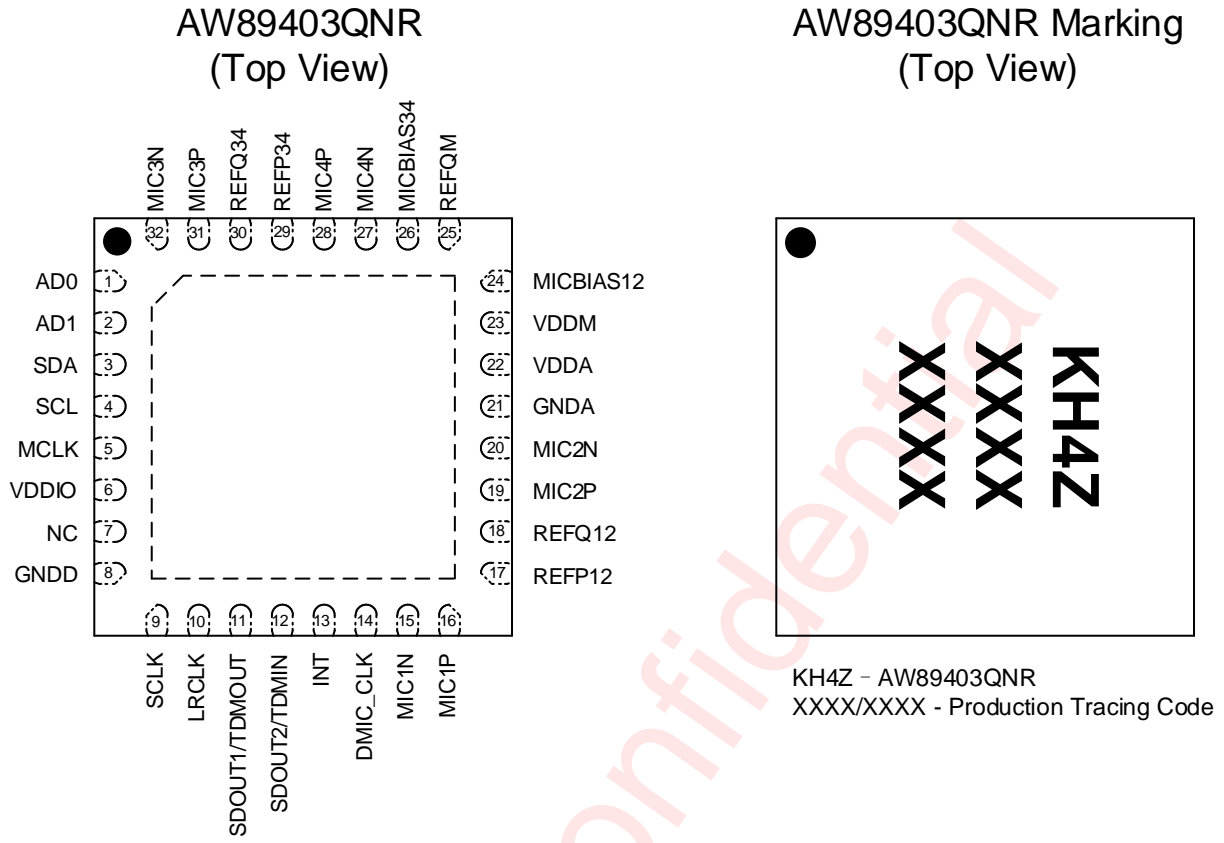 AW89403QNR
(Top View)
MIC3N
MIC3P
REFQ34
REFP34
MIC4P
MIC4N
MICBIAS34
REFQM
32
31
30
29
28
27
26
25
AD0 1
AD1 2
SDA 3
SCL 4
MCLK 5
VDDIO 6
NC 7
GNDD 8
24 MICBIAS12
23 VDDM
22 VDDA
21 GNDA
20 MIC2N
19 MIC2P
18 REFQ12
17 REFP12
9
10
11
12
13
14
15
16
SCLK
LRCLK
SDOUT1/TDMOUT
SDOUT2/TDMIN
INT
DMIC_CLK
MIC1N
MIC1P
AW89403QNR Marking
(Top View)
KH4Z
XXXX
XXXX
KH4Z – AW89403QNR
XXXX/XXXX - Production Tracing Code
onfidential